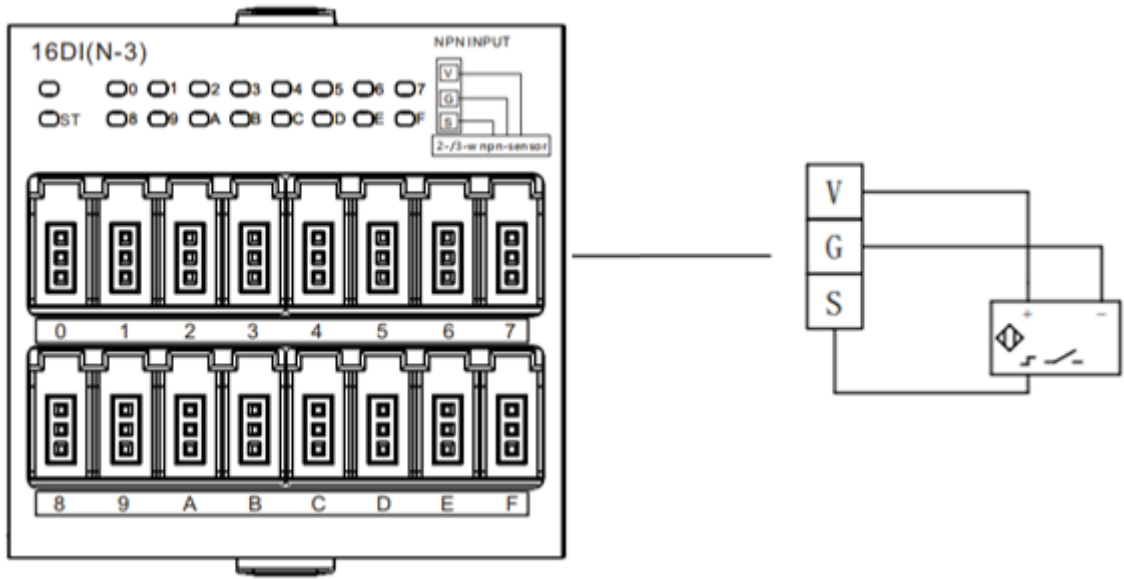 16DI(N-3)
NPN INPUT
0 1 2 3 4 5 6 7
ST 8 9 A B C D E F
V
G
S
2-/3-w npn-sensor
0 1 2 3 4 5 6 7
8 9 A B C D E F
V
G
S
+ -